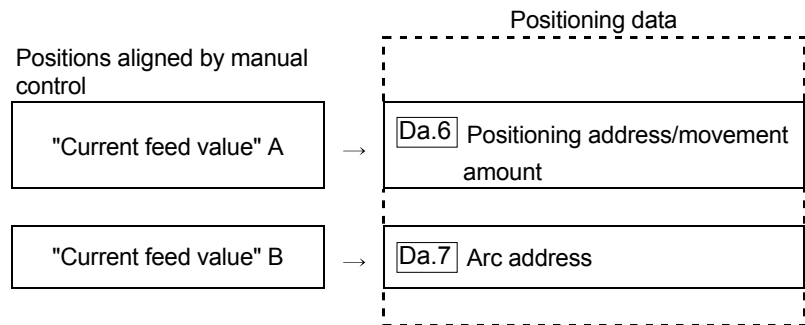 Positioning data
Positions aligned by manual
control
"Current feed value" A
→
Da.6 Positioning address/movement
amount
"Current feed value" B
→
Da.7 Arc address